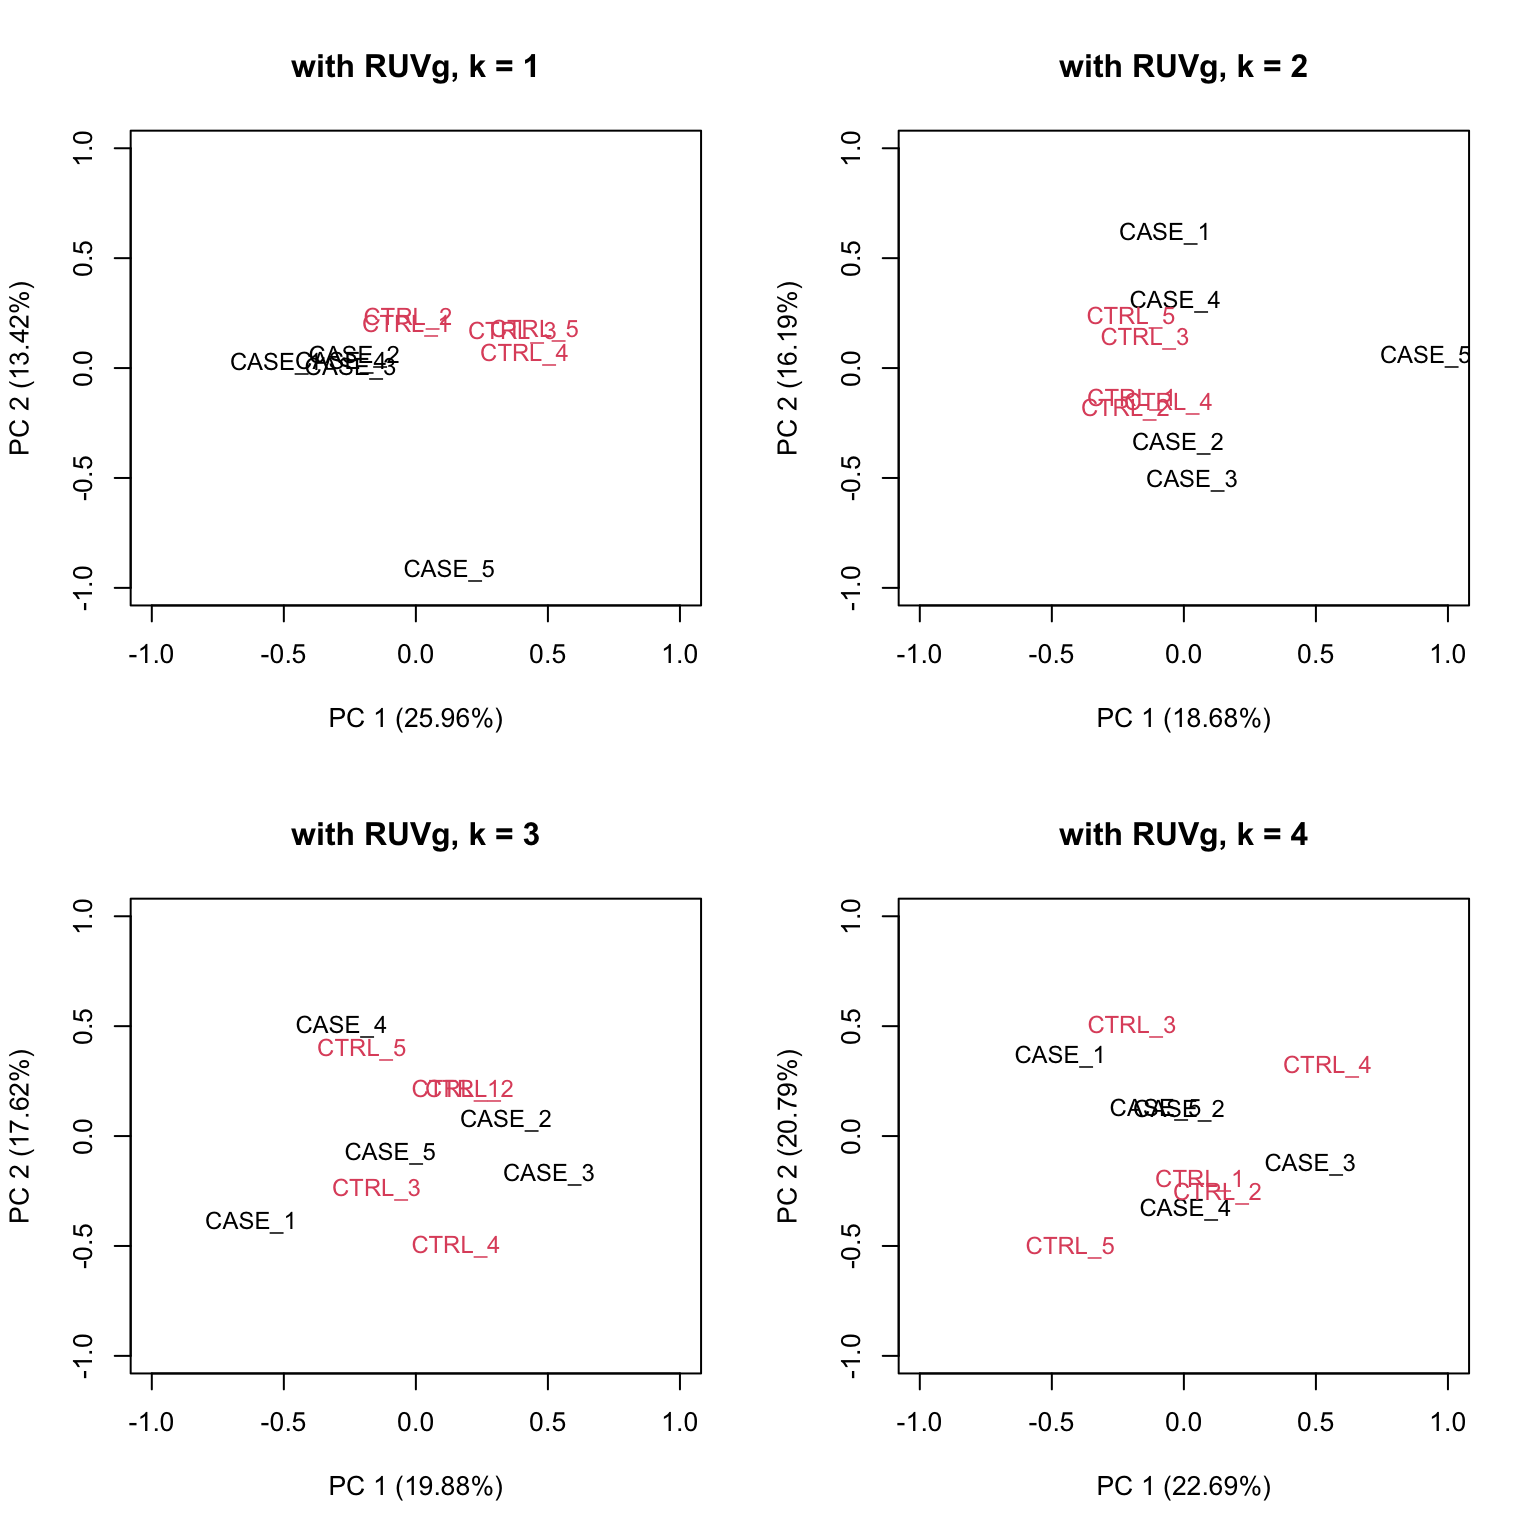 with RUVg, k = 1
PC 2 (13.42%)
1.0
0.5
0.0
-0.5
-1.0
CTRL_2
CTRL_1
CTRL_3
CTRL_5
CTRL_4
CASE_2
CASE_1
CASE_4
CASE_3
CASE_5
-1.0 -0.5 0.0 0.5 1.0
PC 1 (25.96%)
with RUVg, k = 2
PC 2 (16.19%)
1.0
0.5
0.0
-0.5
-1.0
CASE_1
CASE_4
CTRL_5
CTRL_3
CASE_5
CTRL_1
CTRL_4
CTRL_2
CASE_2
CASE_3
-1.0 -0.5 0.0 0.5 1.0
PC 1 (18.68%)
with RUVg, k = 3
PC 2 (17.62%)
1.0
0.5
0.0
-0.5
-1.0
CASE_4
CTRL_5
CTRL_1
CTRL_2
CASE_2
CASE_5
CASE_3
CTRL_3
CASE_1
CTRL_4
-1.0 -0.5 0.0 0.5 1.0
PC 1 (19.88%)
with RUVg, k = 4
PC 2 (20.79%)
1.0
0.5
0.0
-0.5
-1.0
CTRL_3
CASE_1
CTRL_4
CASE_5
CASE_2
CASE_3
CTRL_1
CTRL_2
CASE_4
CTRL_5
-1.0 -0.5 0.0 0.5 1.0
PC 1 (22.69%)